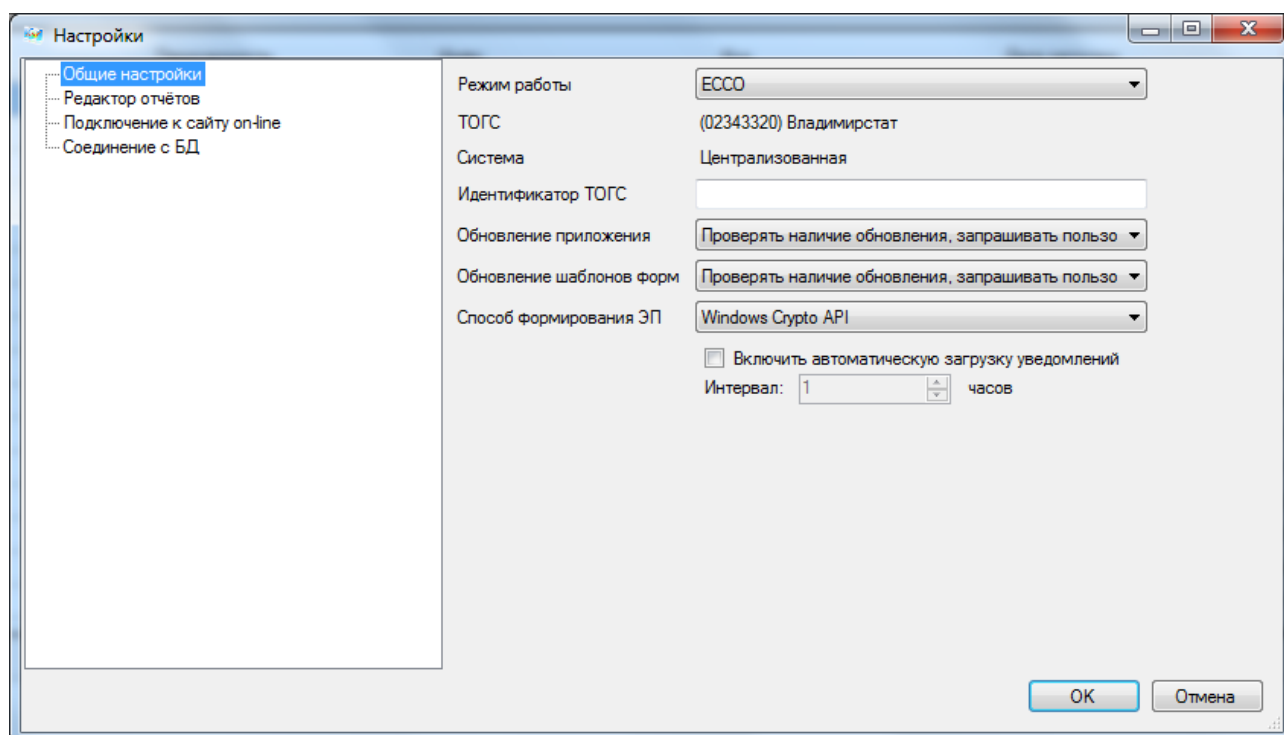 Настройки
Общие настройки
Редактор отчётов
Подключение к сайту on-line
Соединение с БД
Режим работы ЕССО
ТОГС (02343320) Владимирстат
Система Централизованная
Идентификатор ТОГС
Обновление приложения Проверять наличие обновления, запрашивать пользо
Обновление шаблонов форм Проверять наличие обновления, запрашивать пользо
Способ формирования ЭП Windows Crypto API
Включить автоматическую загрузку уведомлений
Интервал: 1 часов
OK Отмена